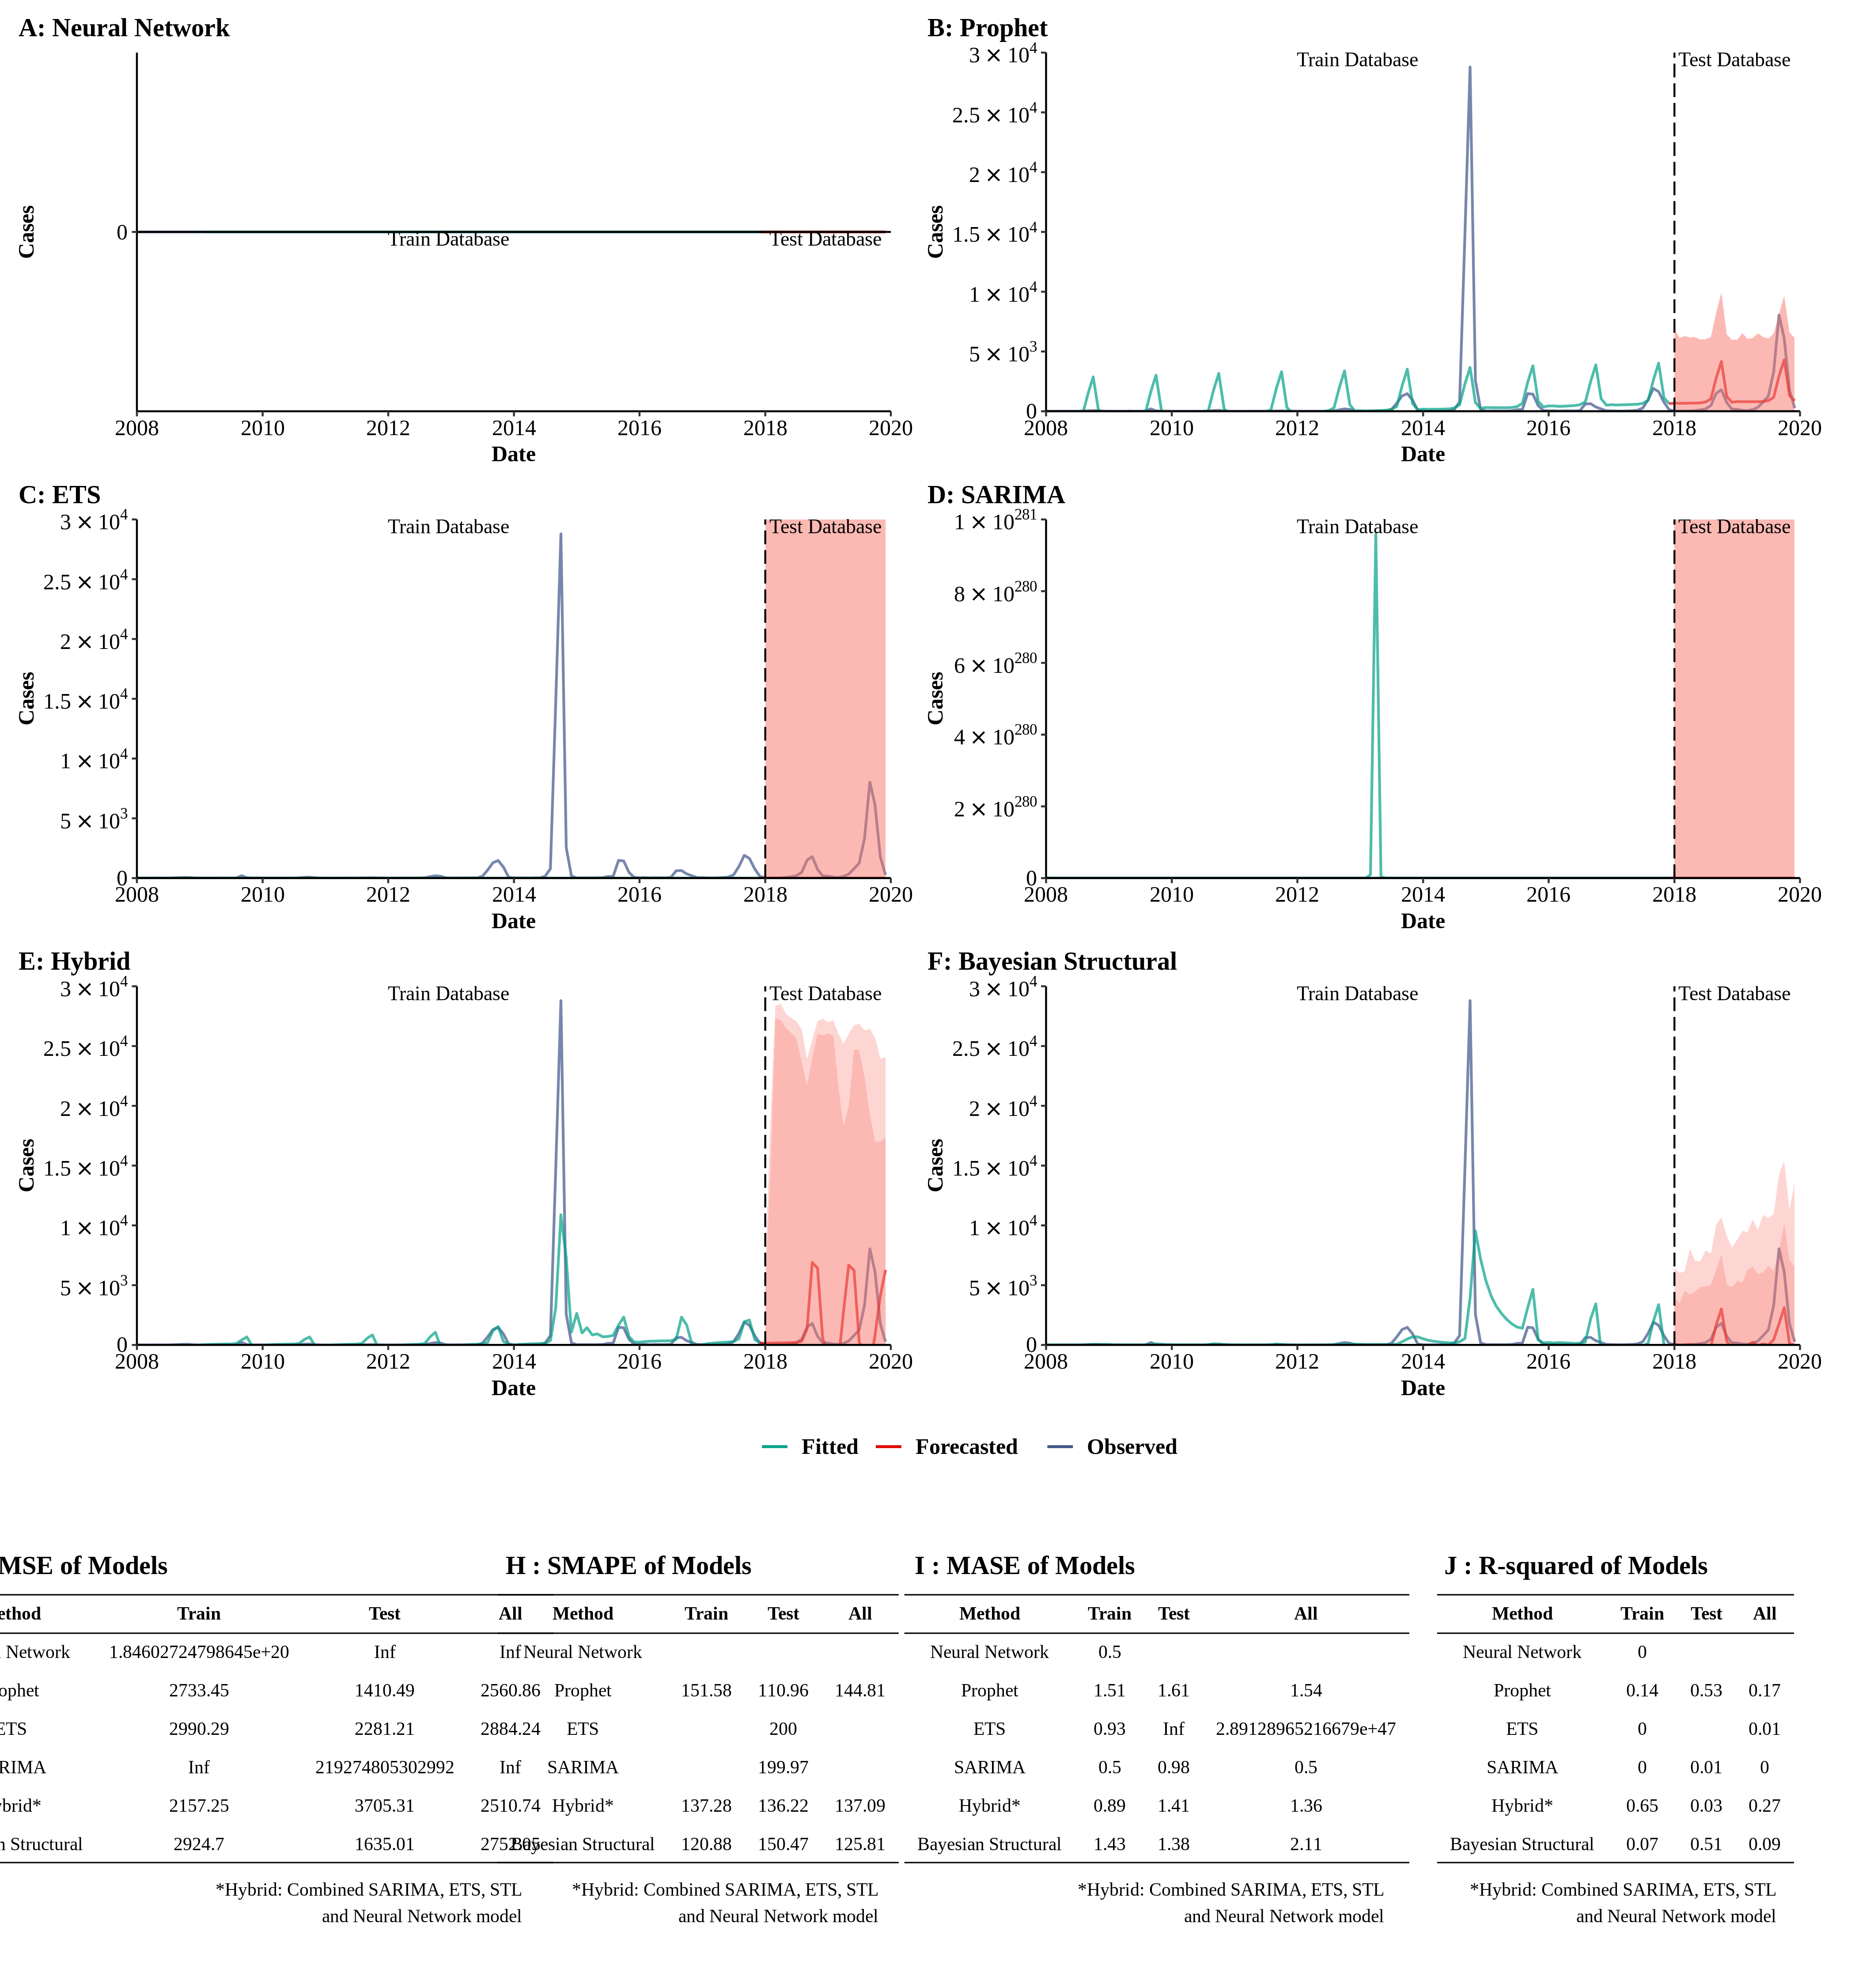 A: Neural Network
Cases
0
Train Database
Test Database
2008 2010 2012 2014 2016 2018 2020
Date
B: Prophet
Cases
3 × 10^4
2.5 × 10^4
2 × 10^4
1.5 × 10^4
1 × 10^4
5 × 10^3
0
Train Database
Test Database
2008 2010 2012 2014 2016 2018 2020
Date
C: ETS
Cases
3 × 10^4
2.5 × 10^4
2 × 10^4
1.5 × 10^4
1 × 10^4
5 × 10^3
0
Train Database
Test Database
2008 2010 2012 2014 2016 2018 2020
Date
D: SARIMA
Cases
1 × 10^281
8 × 10^280
6 × 10^280
4 × 10^280
2 × 10^280
0
Train Database
Test Database
2008 2010 2012 2014 2016 2018 2020
Date
E: Hybrid
Cases
3 × 10^4
2.5 × 10^4
2 × 10^4
1.5 × 10^4
1 × 10^4
5 × 10^3
0
Train Database
Test Database
2008 2010 2012 2014 2016 2018 2020
Date
F: Bayesian Structural
Cases
3 × 10^4
2.5 × 10^4
2 × 10^4
1.5 × 10^4
1 × 10^4
5 × 10^3
0
Train Database
Test Database
2008 2010 2012 2014 2016 2018 2020
Date
Fitted Forecasted Observed
MSE of Models
ethod Train Test All
l Network 1.84602724798645e+20 Inf Inf
ophet 2733.45 1410.49 2560.86
ETS 2990.29 2281.21 2884.24
RIMA Inf 219274805302992 Inf
brid* 2157.25 3705.31 2510.74
n Structural 2924.7 1635.01
*Hybrid: Combined SARIMA, ETS, STL
and Neural Network model
H : SMAPE of Models
Method Train Test All
Neural Network
Prophet 151.58 110.96 144.81
ETS 200
SARIMA 199.97
Hybrid* 137.28 136.22 137.09
Bayesian Structural 120.88 150.47 125.81
*Hybrid: Combined SARIMA, ETS, STL
and Neural Network model
I : MASE of Models
Method Train Test All
Neural Network 0.5
Prophet 1.51 1.61 1.54
ETS 0.93 Inf 2.89128965216679e+47
SARIMA 0.5 0.98 0.5
Hybrid* 0.89 1.41 1.36
Bayesian Structural 1.43 1.38 2.11
*Hybrid: Combined SARIMA, ETS, STL
and Neural Network model
J : R-squared of Models
Method Train Test All
Neural Network 0
Prophet 0.14 0.53 0.17
ETS 0 0.01
SARIMA 0 0.01 0
Hybrid* 0.65 0.03 0.27
Bayesian Structural 0.07 0.51 0.09
*Hybrid: Combined SARIMA, ETS, STL
and Neural Network model